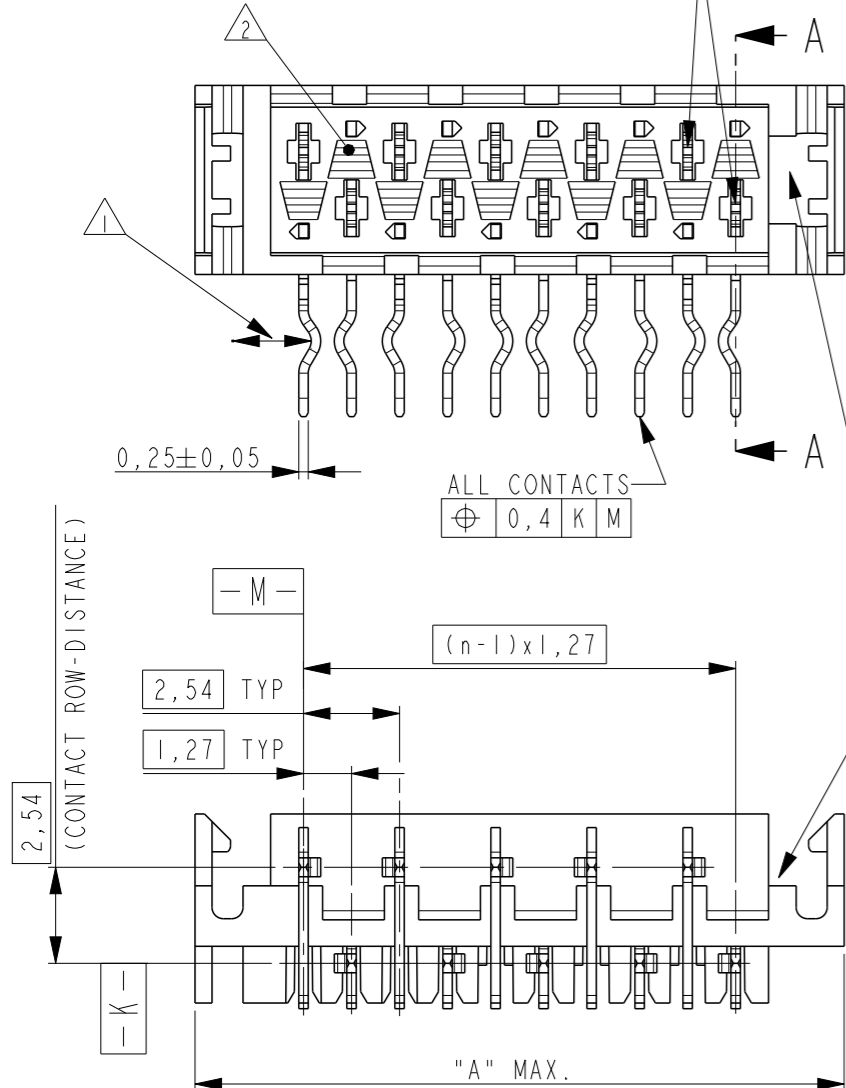 2
A
1
0,25±0,05
A
ALL CONTACTS
⌖ 0,4 K M
(CONTACT ROW-DISTANCE)
2,54
-M-
(n-1)x1,27
2,54 TYP
1,27 TYP
-K-
"A" MAX.